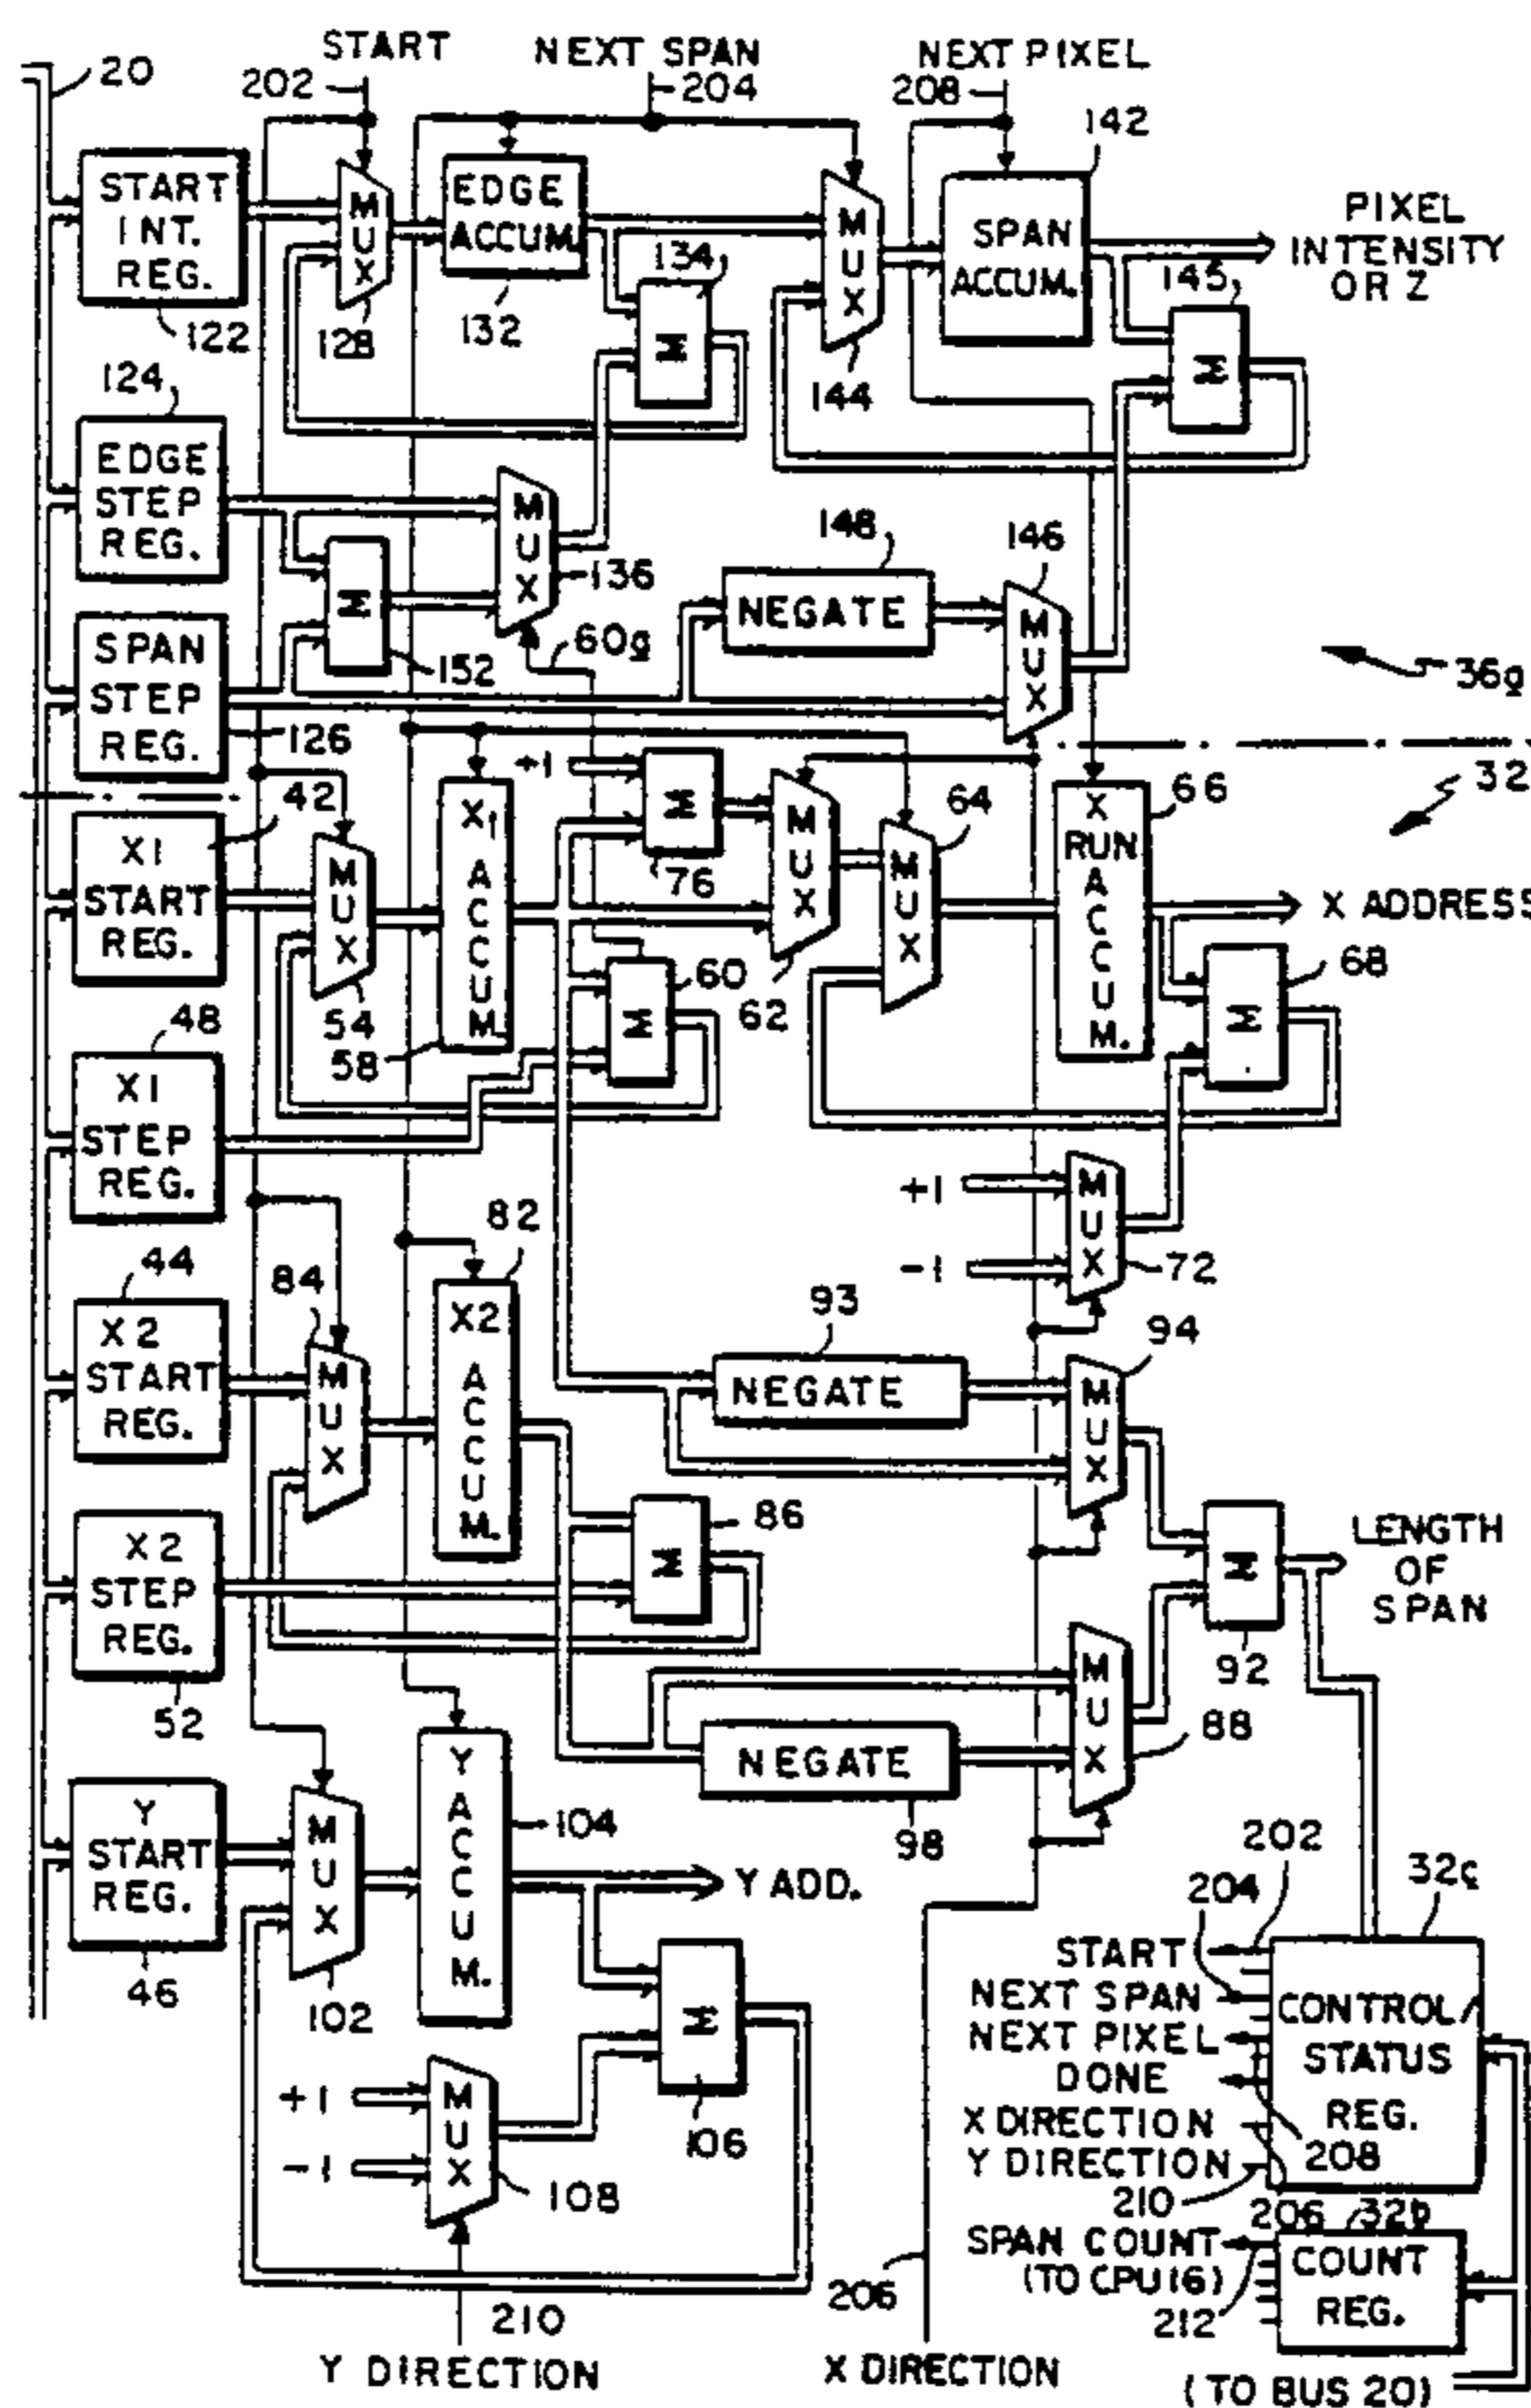 START
NEXT SPAN
NEXT PIXEL
20
202
204
208
142
START
INT.
REG.
MUX
EDGE
ACCUM.
MUX
SPAN
ACCUM.
PIXEL
INTENSITY
OR Z
122
128
132
134
Σ
144
145
Σ
124
EDGE
STEP
REG.
MUX
136
148
146
NEGATE
MUX
Σ
152
60g
36g
SPAN
STEP
REG.
126
32
42
+1
Σ
76
MUX
62
64
MUX
66
X RUN ACCUM.
X1
START
REG.
MUX
54
X1 ACCUM.
58
60
Σ
X ADDRESS
68
Σ
48
X1
STEP
REG.
+1
-1
MUX
72
44
84
82
X2
START
REG.
MUX
X2 ACCUM.
93
NEGATE
94
MUX
X2
STEP
REG.
52
86
Σ
Σ
92
LENGTH
OF
SPAN
MUX
88
NEGATE
98
Y
START
REG.
46
MUX
102
Y ACCUM.
104
Y ADD.
Σ
106
+1
-1
MUX
108
210
Y DIRECTION
206
X DIRECTION
202
204
32c
START
NEXT SPAN
NEXT PIXEL
DONE
X DIRECTION
Y DIRECTION
CONTROL/
STATUS
REG.
208
210
206
32b
SPAN COUNT
(TO CPU 16)
212
COUNT
REG.
(TO BUS 20)